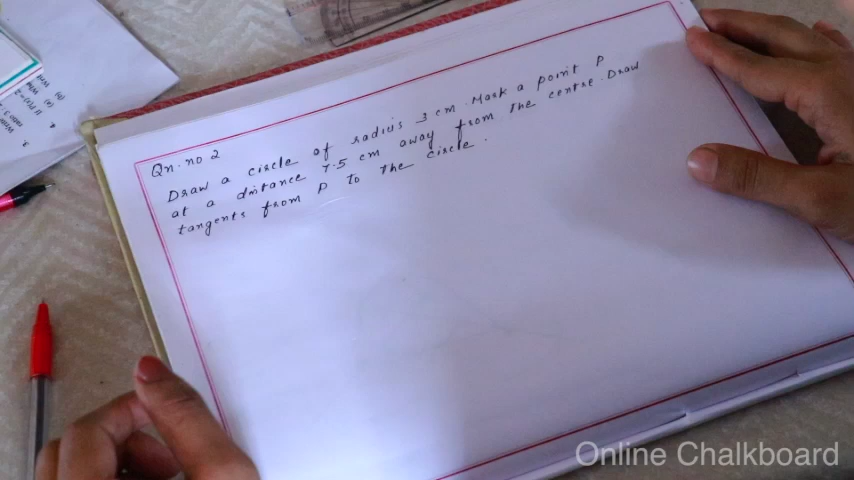 Qn. no 2
Draw a circle of radius 3 cm. Mark a point P
at a distance 7.5 cm away from the centre. Draw
tangents from P to the circle.
Online Chalkboard